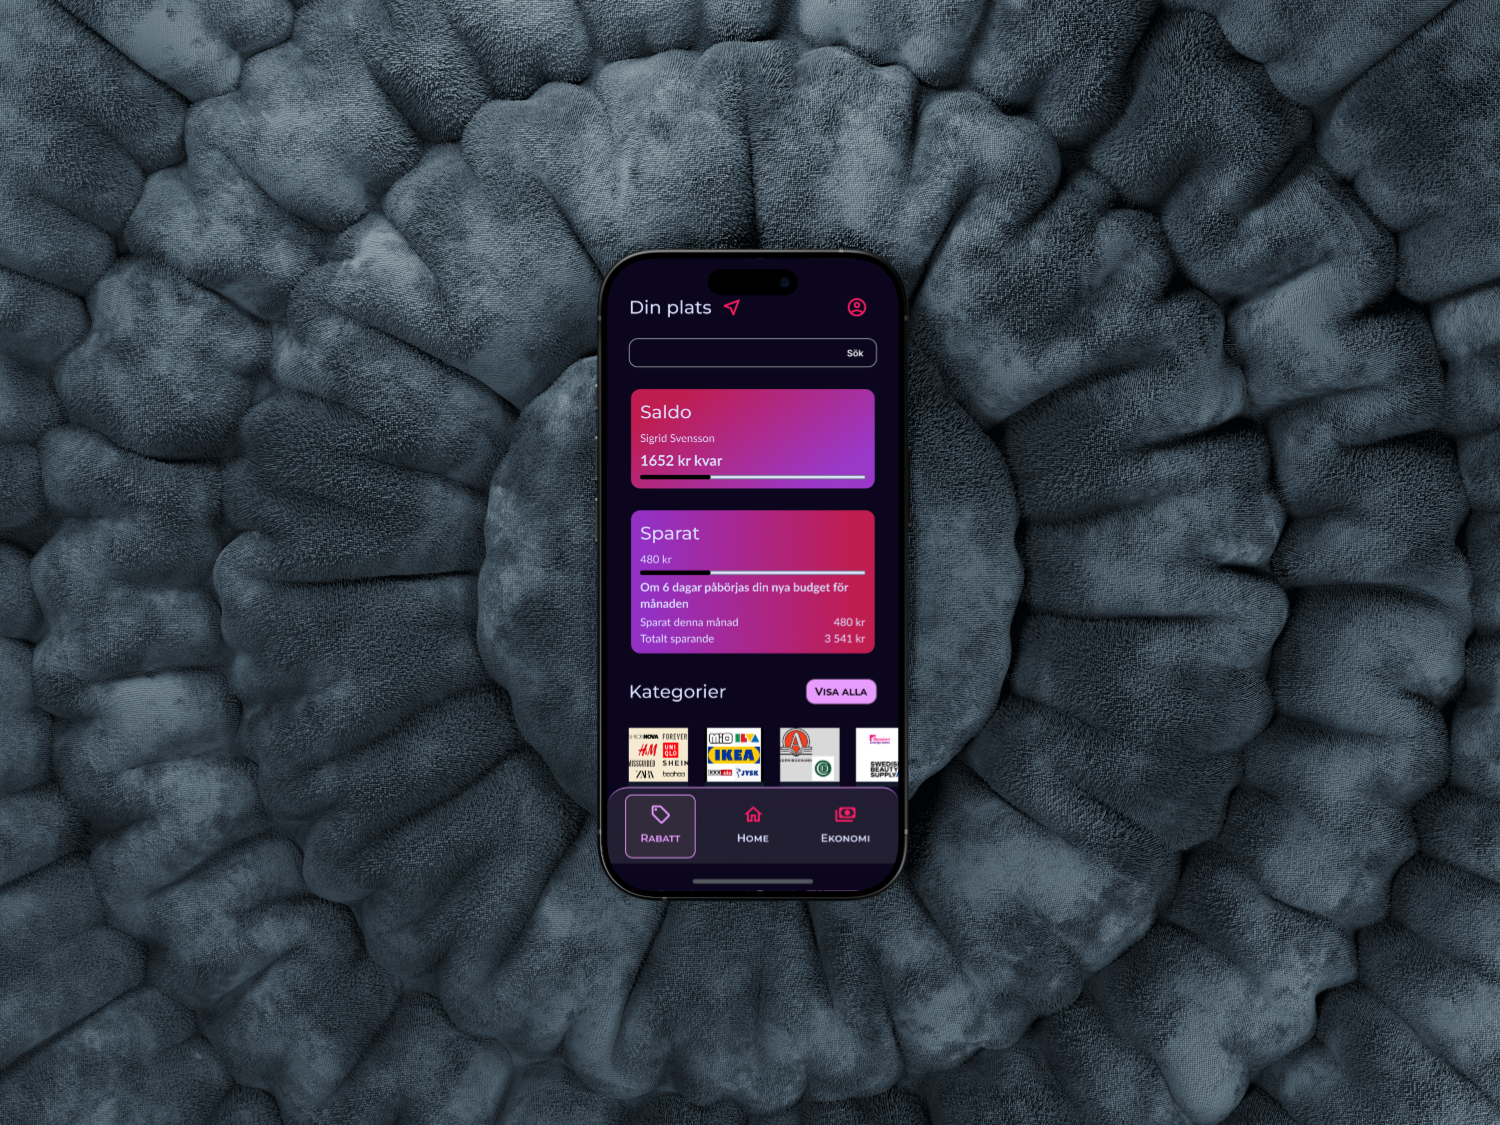 Din plats
Sök
Saldo
Sigrid Svensson
1652 kr kvar
Sparat
480 kr
Om 6 dagar påbörjas din nya budget för
månaden
Sparat denna månad 480 kr
Totalt sparande 3 541 kr
Kategorier VISA ALLA
NOVA FOREVER
H&M UNI
QLO
MISSGUIDED SHEIN
ZARA boohoo
MIO ILVA
IKEA
JYSK
SWEDISH
BEAUTY
SUPPLY
RABATT HOME EKONOMI